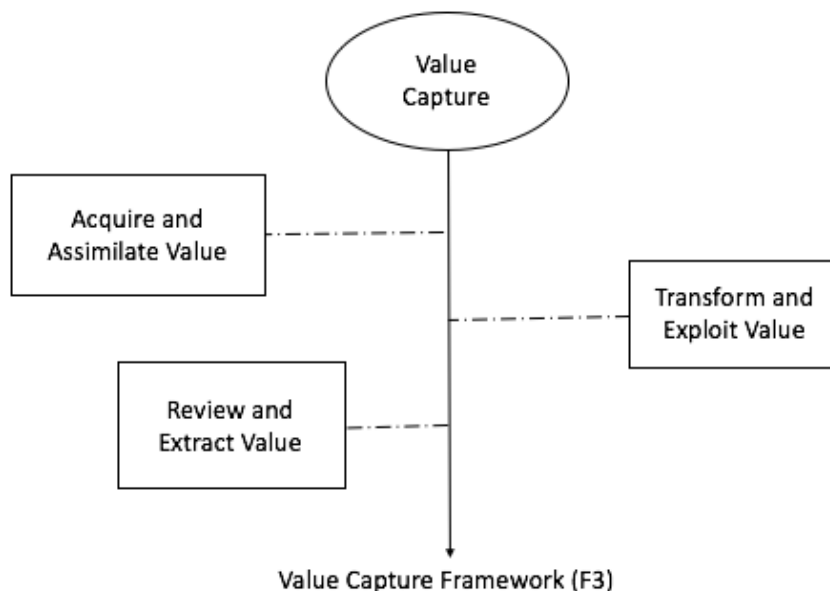 Value
Capture
Acquire and
Assimilate Value
Transform and
Exploit Value
Review and
Extract Value
Value Capture Framework (F3)